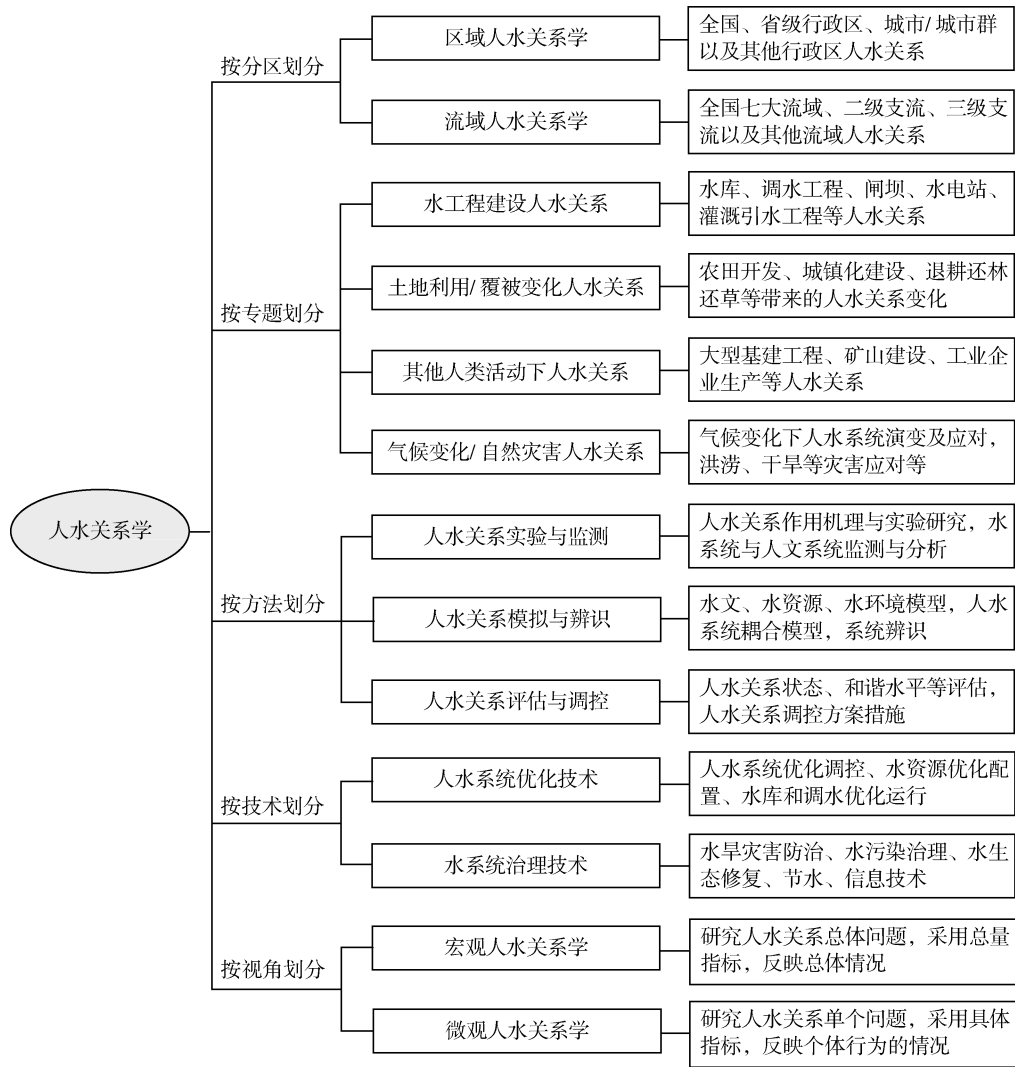 人水关系学
按分区划分
区域人水关系学
全国、省级行政区、城市/城市群
以及其他行政区人水关系
流域人水关系学
全国七大流域、二级支流、三级支
流以及其他流域人水关系
按专题划分
水工程建设人水关系
水库、调水工程、闸坝、水电站、
灌溉引水工程等人水关系
土地利用/覆被变化人水关系
农田开发、城镇化建设、退耕还林
还草等带来的人水关系变化
其他人类活动下人水关系
大型基建工程、矿山建设、工业企
业生产等人水关系
气候变化/自然灾害人水关系
气候变化下人水系统演变及应对，
洪涝、干旱等灾害应对等
按方法划分
人水关系实验与监测
人水关系作用机理与实验研究，水
系统与人文系统监测与分析
人水关系模拟与辨识
水文、水资源、水环境模型，人水
系统耦合模型，系统辨识
人水关系评估与调控
人水关系状态、和谐水平等评估，
人水关系调控方案措施
按技术划分
人水系统优化技术
人水系统优化调控、水资源优化配
置、水库和调水优化运行
水系统治理技术
水旱灾害防治、水污染治理、水生
态修复、节水、信息技术
按视角划分
宏观人水关系学
研究人水关系总体问题，采用总量
指标，反映总体情况
微观人水关系学
研究人水关系单个问题，采用具体
指标，反映个体行为的情况